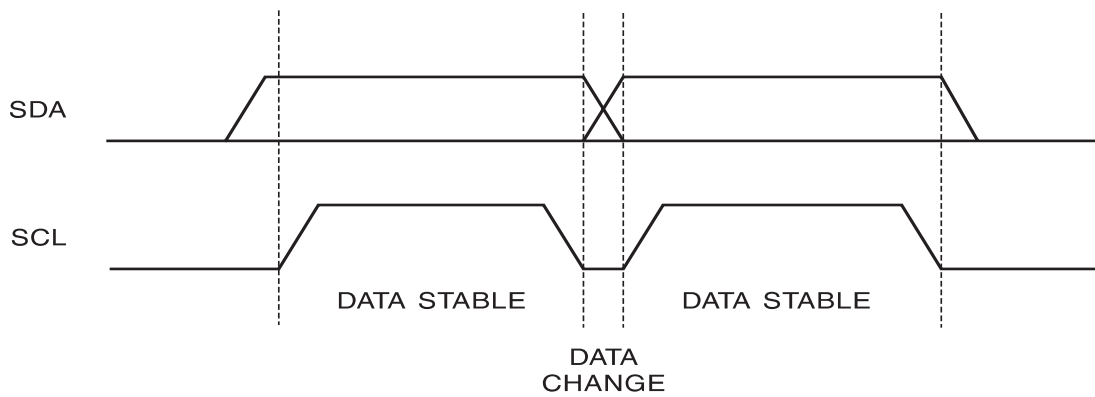 SDA
SCL
DATA STABLE
DATA STABLE
DATA
CHANGE